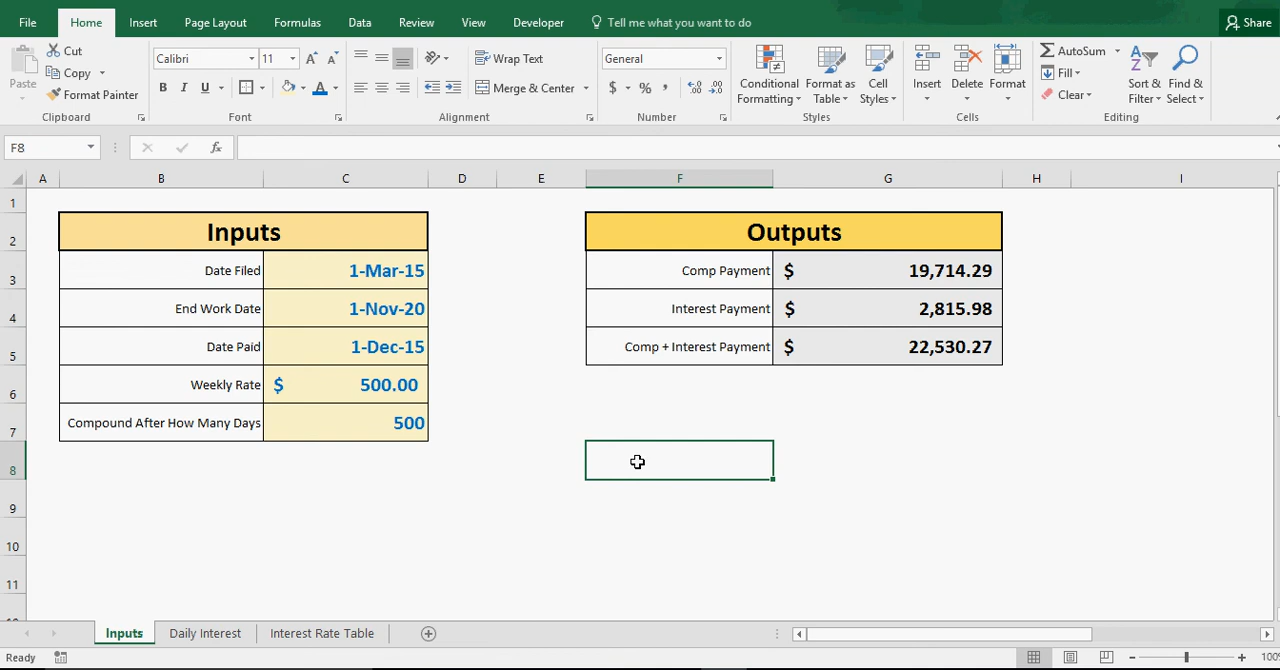 File Home Insert Page Layout Formulas Data Review View Developer Tell me what you want to do Share
Cut
Copy
Format Painter
Paste
Clipboard
Calibri 11 A A
B I U A
Font
Wrap Text
Merge & Center
Alignment
General
$ % , .00 .0
Number
Conditional Formatting
Format as Table
Cell Styles
Styles
Insert Delete Format
Cells
AutoSum
Fill
Clear
Sort & Filter
Find & Select
Editing
F8 fx
A B C D E F G H I
1
2 Inputs Outputs
3 Date Filed 1-Mar-15 Comp Payment $ 19,714.29
4 End Work Date 1-Nov-20 Interest Payment $ 2,815.98
5 Date Paid 1-Dec-15 Comp + Interest Payment $ 22,530.27
6 Weekly Rate $ 500.00
7 Compound After How Many Days 500
8
9
10
11
Inputs Daily Interest Interest Rate Table
Ready 100%